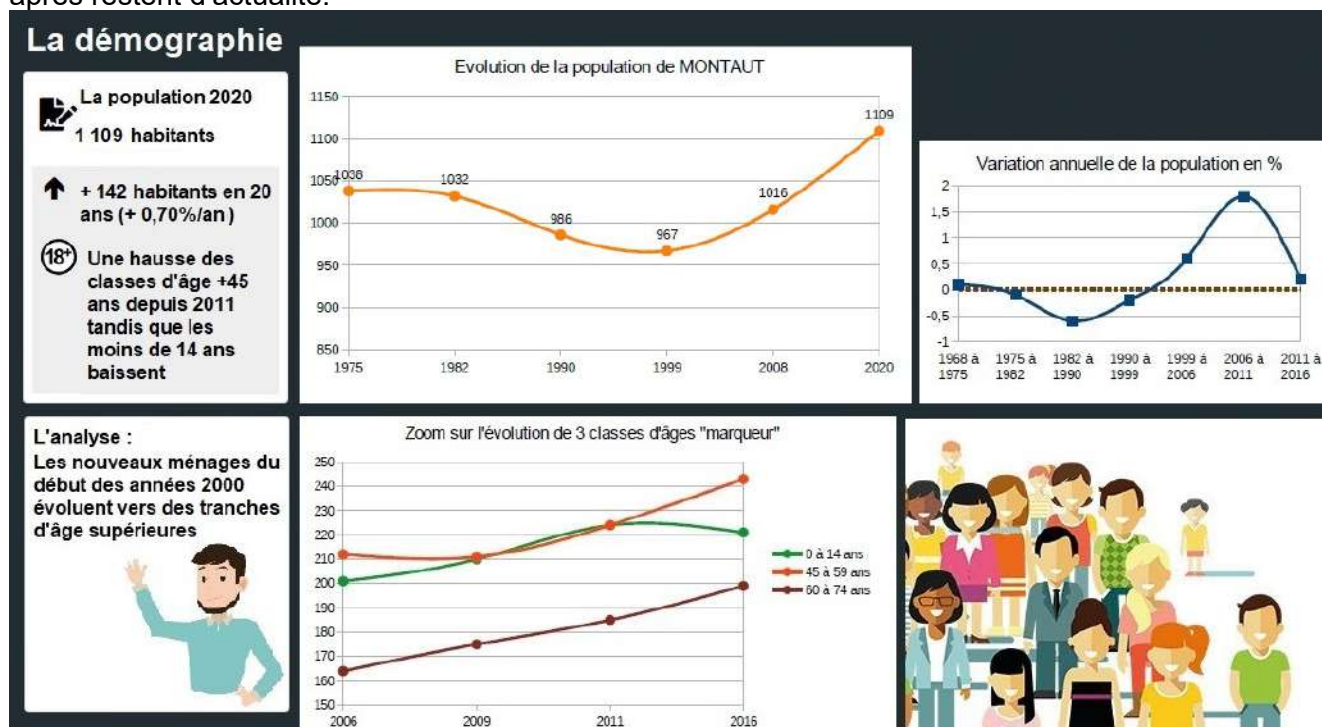 après restent d'actualité.
La démographie
La population 2020
1 109 habitants
+ 142 habitants en 20
ans (+ 0,70%/an)
18+
Une hausse des
classes d'âge +45
ans depuis 2011
tandis que les
moins de 14 ans
baissent
Evolution de la population de MONTAUT
1150
1100
1050
1000
950
900
850
1038
1032
986
967
1016
1109
1975
1982
1990
1999
2008
2020
Variation annuelle de la population en %
2
1,5
1
0,5
0
-0,5
-1
1968 à 1975 à 1982 à 1990 à 1999 à 2006 à 2011 à
1975 1982 1990 1999 2006 2011 2016
L'analyse :
Les nouveaux ménages du
début des années 2000
évoluent vers des tranches
d'âge supérieures
Zoom sur l'évolution de 3 classes d'âges "marqueur"
250
240
230
220
210
200
190
180
170
160
150
2006
2009
2011
2016
0 à 14 ans
45 à 59 ans
60 à 74 ans